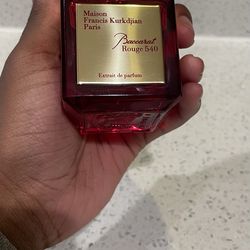 Maison
Francis Kurkdjian
Paris
Baccarat
Rouge 540
Extrait de parfum